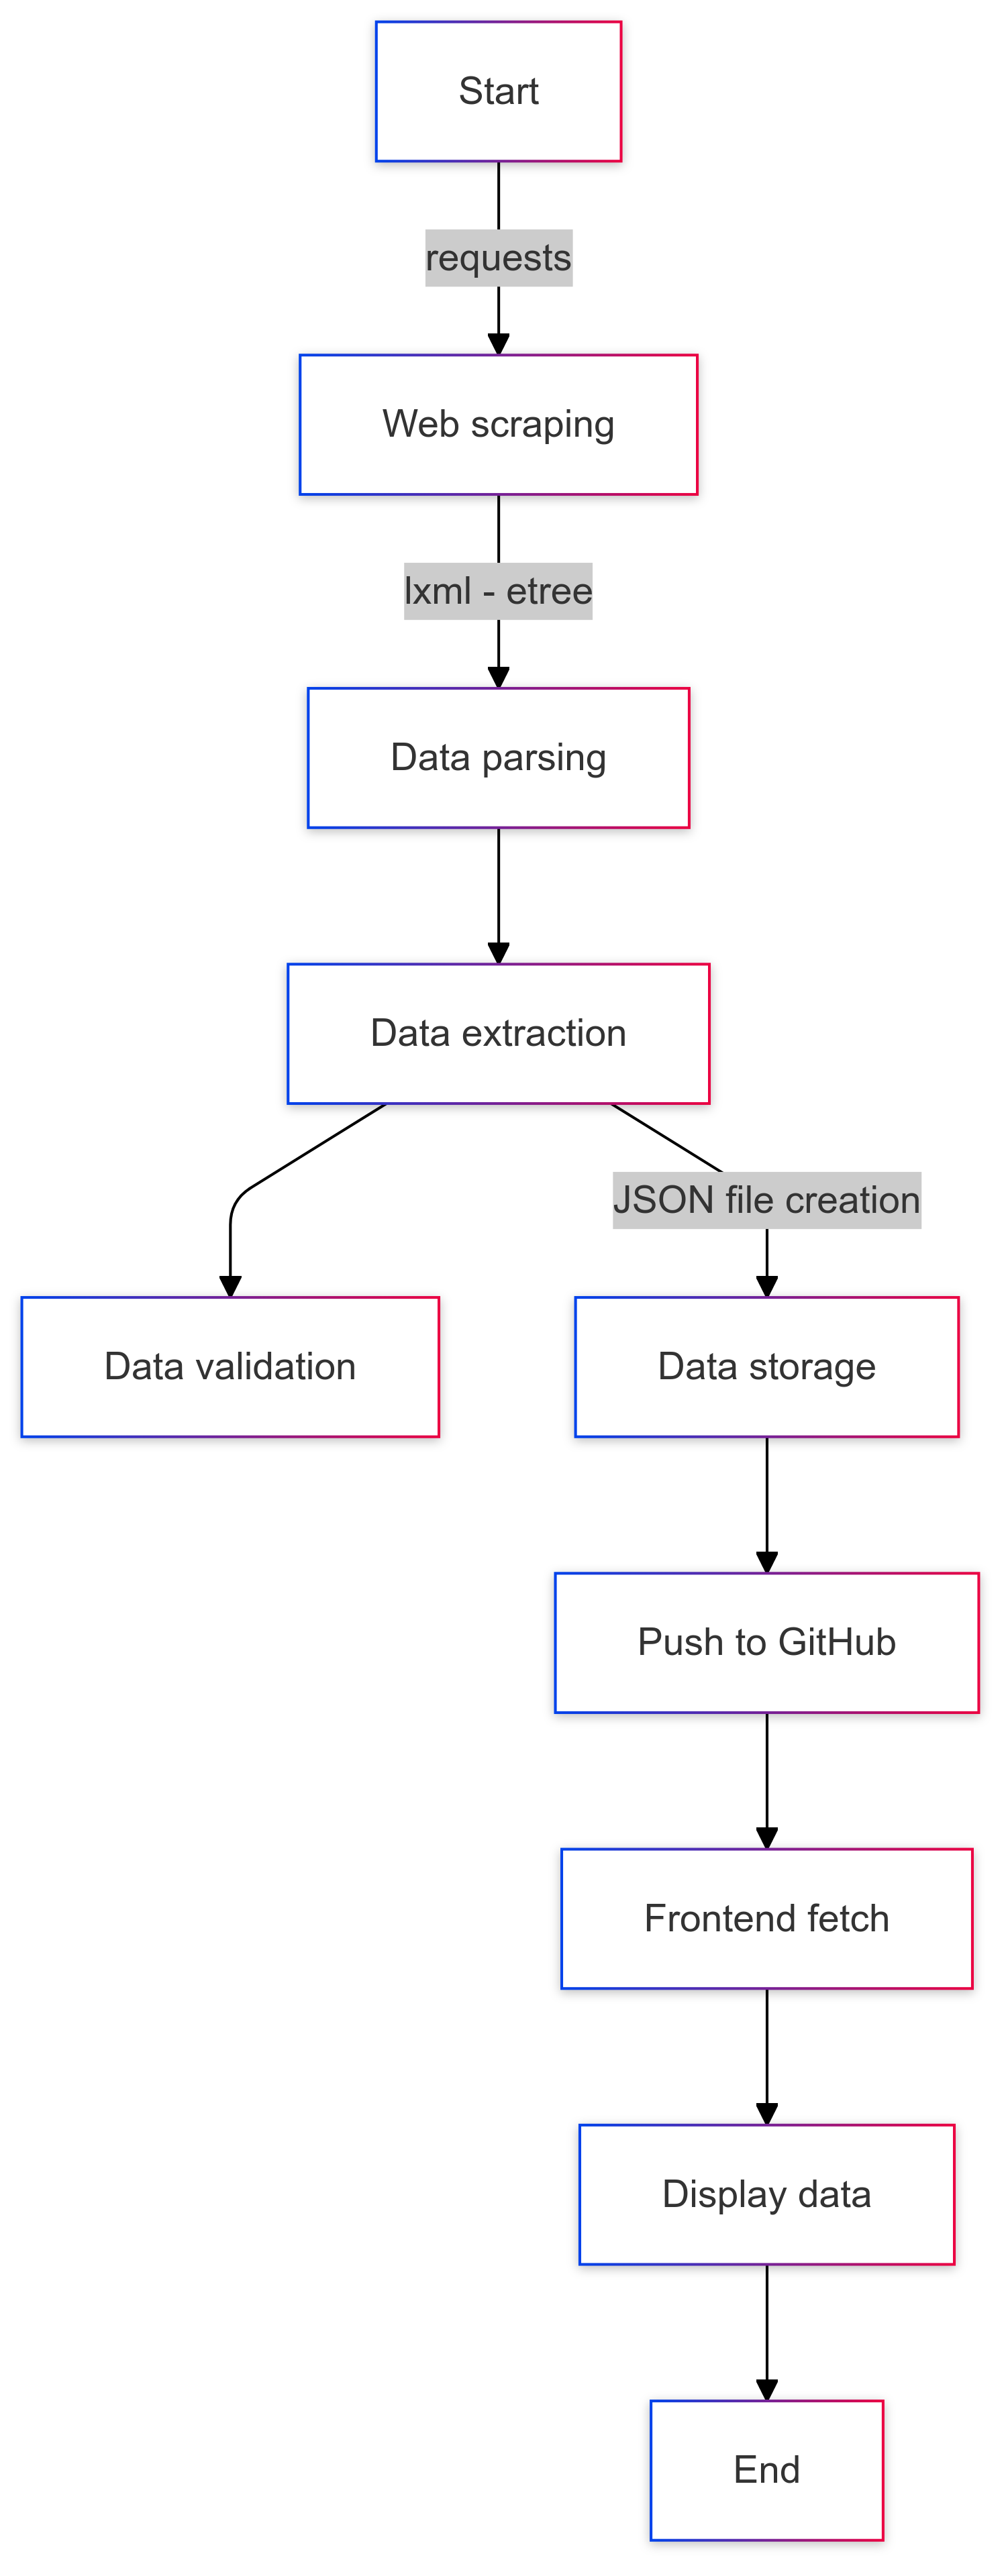 Start
requests
Web scraping
lxml - etree
Data parsing
Data extraction
JSON file creation
Data validation
Data storage
Push to GitHub
Frontend fetch
Display data
End